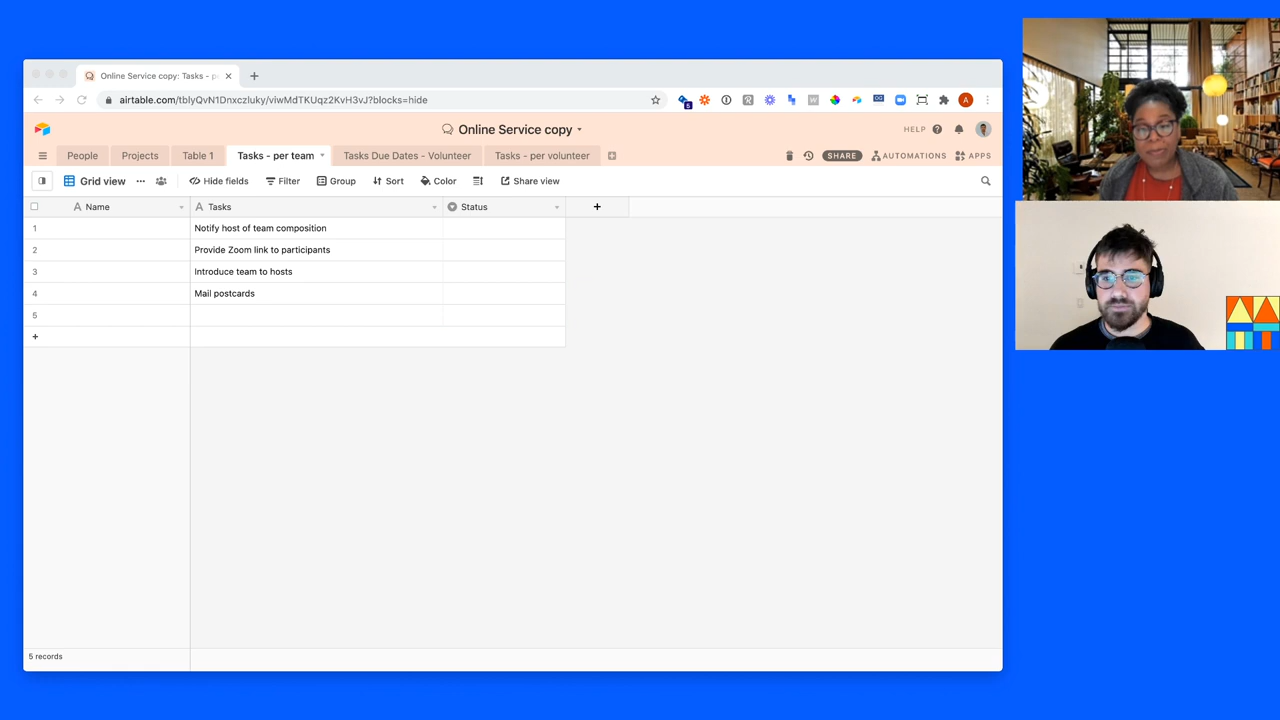 Online Service copy: Tasks - p
airtable.com/tblyQvN1Dnxczluky/viwMdTKUqz2KvH3vJ?blocks=hide
5
Online Service copy
HELP
People
Projects
Table 1
Tasks - per team
Tasks Due Dates - Volunteer
Tasks - per volunteer
SHARE
AUTOMATIONS
APPS
Grid view
Hide fields
Filter
Group
Sort
Color
Share view
Name
Tasks
Status
1 Notify host of team composition
2 Provide Zoom link to participants
3 Introduce team to hosts
4 Mail postcards
5
5 records